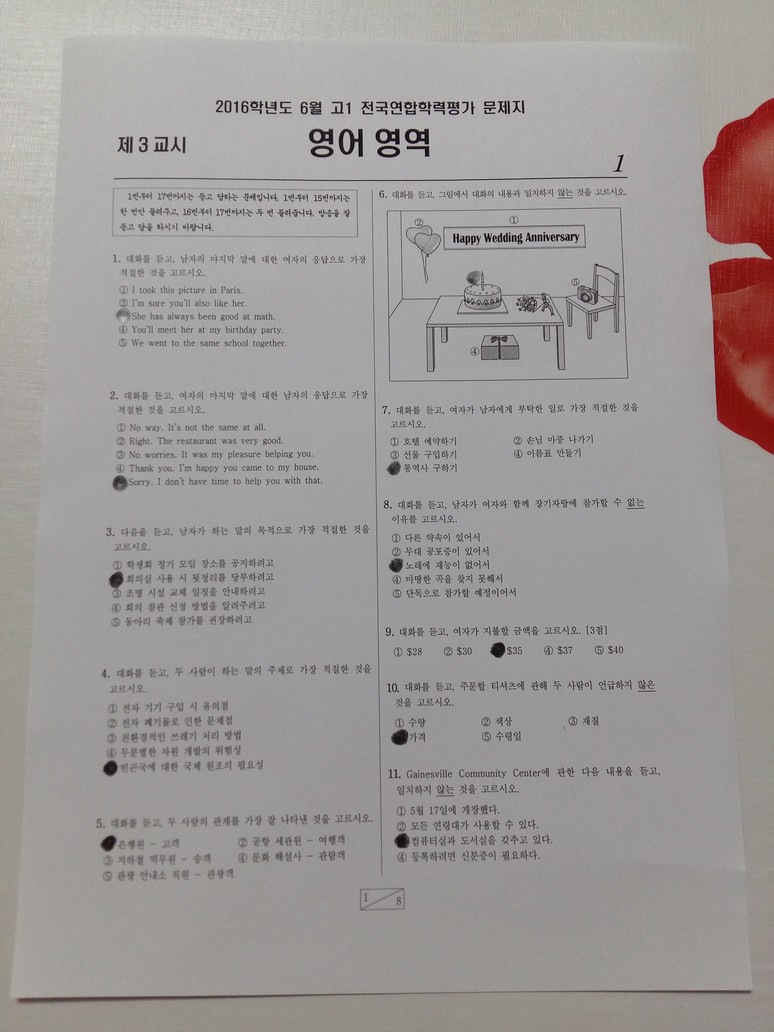 2016학년도 6월 고1 전국연합학력평가 문제지
제 3 교시
영어 영역
1
1번부터 17번까지는 듣고 답하는 문제입니다. 1번부터 15번까지는
한 번만 들려주고, 16번부터 17번까지는 두 번 들려줍니다. 방송을 잘
듣고 답을 하시기 바랍니다.
1. 대화를 듣고, 남자의 마지막 말에 대한 여자의 응답으로 가장
적절한 것을 고르시오.
① I took this picture in Paris.
② I'm sure you'll also like her.
She has always been good at math.
④ You'll meet her at my birthday party.
⑤ We went to the same school together.
2. 대화를 듣고, 여자의 마지막 말에 대한 남자의 응답으로 가장
적절한 것을 고르시오.
① No way. It's not the same at all.
② Right. The restaurant was very good.
③ No worries. It was my pleasure helping you.
④ Thank you. I'm happy you came to my house.
Sorry. I don't have time to help you with that.
3. 다음을 듣고, 남자가 하는 말의 목적으로 가장 적절한 것을
고르시오.
① 학생회 정기 모임 장소를 공지하려고
회의실 사용 시 뒷정리를 당부하려고
③ 조명 시설 교체 일정을 안내하려고
④ 회의 참관 신청 방법을 알려주려고
⑤ 동아리 축제 참가를 권장하려고
4. 대화를 듣고, 두 사람이 하는 말의 주제로 가장 적절한 것을
고르시오.
① 전자 기기 구입 시 유의점
② 전자 폐기물로 인한 문제점
③ 친환경적인 쓰레기 처리 방법
④ 무분별한 자원 개발의 위험성
빈곤국에 대한 국제 원조의 필요성
5. 대화를 듣고, 두 사람의 관계를 가장 잘 나타낸 것을 고르시오.
은행원 - 고객 ② 공항 세관원 - 여행객
③ 지하철 역무원 - 승객 ④ 문화 해설사 - 관람객
⑤ 관광 안내소 직원 - 관광객
6. 대화를 듣고, 그림에서 대화의 내용과 일치하지 않는 것을 고르시오.
①
②
Happy Wedding Anniversary
⑤
④
7. 대화를 듣고, 여자가 남자에게 부탁한 일로 가장 적절한 것을
고르시오.
① 호텔 예약하기 ② 손님 마중 나가기
③ 선물 구입하기 ④ 이름표 만들기
통역사 구하기
8. 대화를 듣고, 남자가 여자와 함께 장기자랑에 참가할 수 없는
이유를 고르시오.
① 다른 약속이 있어서
② 무대 공포증이 있어서
노래에 재능이 없어서
④ 마땅한 곡을 찾지 못해서
⑤ 단독으로 참가할 예정이어서
9. 대화를 듣고, 여자가 지불할 금액을 고르시오. [3점]
① $28 ② $30 $35 ④ $37 ⑤ $40
10. 대화를 듣고, 주문할 티셔츠에 관해 두 사람이 언급하지 않은
것을 고르시오.
① 수량 ② 색상 ③ 재질
가격 ⑤ 수령일
11. Gainesville Community Center에 관한 다음 내용을 듣고,
일치하지 않는 것을 고르시오.
① 5월 17일에 개장했다.
② 모든 연령대가 사용할 수 있다.
컴퓨터실과 도서실을 갖추고 있다.
④ 등록하려면 신분증이 필요하다.
1 8